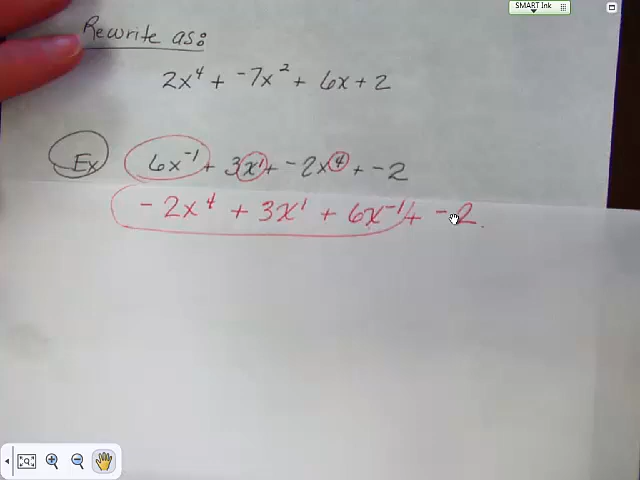 SMART Ink
Rewrite as:
2x⁴ + ⁻7x² + 6x + 2
Ex 6x⁻¹ + 3x¹ + ⁻2x⁴ + ⁻2
⁻2x⁴ + 3x¹ + 6x⁻¹ + ⁻2